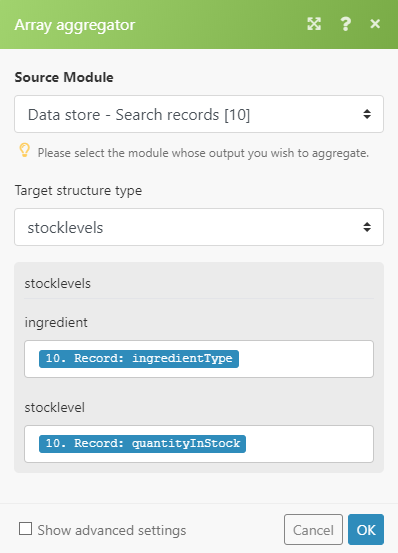 Array aggregator
Source Module
Data store - Search records [10]
Please select the module whose output you wish to aggregate.
Target structure type
stocklevels
stocklevels
ingredient
10. Record: ingredientType
stocklevel
10. Record: quantityInStock
Show advanced settings
Cancel
OK